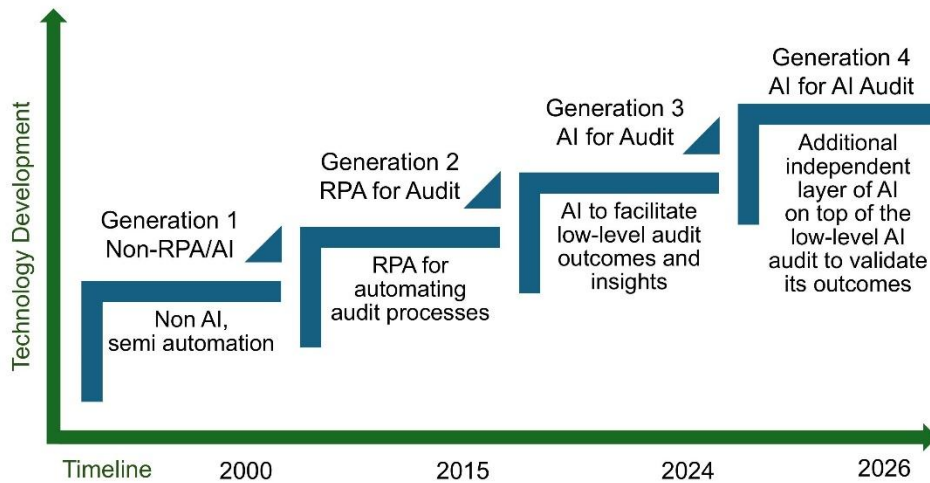 Technology Development
Generation 1
Non-RPA/AI
Non AI,
semi automation
Generation 2
RPA for Audit
RPA for
automating
audit processes
Generation 3
AI for Audit
AI to facilitate
low-level audit
outcomes and
insights
Generation 4
AI for AI Audit
Additional
independent
layer of AI
on top of the
low-level AI
audit to validate
its outcomes
Timeline
2000
2015
2024
2026